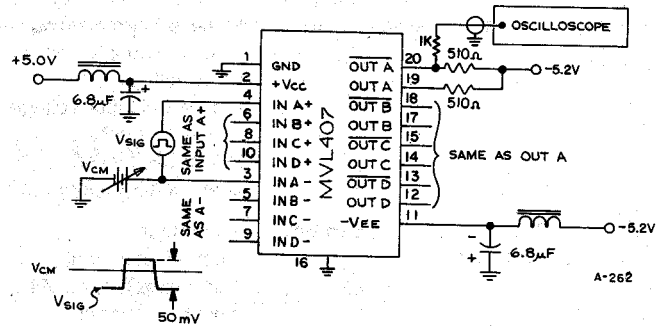 OSCILLOSCOPE
1K
+5.0V
6.8µF
+
1
GND
2
+VCC
4
IN A+
6
IN B+
8
IN C+
10
IN D+
3
IN A-
5
IN B-
7
IN C-
9
IN D-
16
MVL407
20
OUT A
19
OUT A
18
OUT B
17
OUT B
15
OUT C
14
OUT C
13
OUT D
12
OUT D
11
-VEE
510Ω
510Ω
-5.2V
SAME AS OUT A
VSIG
SAME AS
INPUT A+
VCM
SAME
AS A-
-
+
6.8µF
-5.2V
VCM
VSIG
50mV
A-262